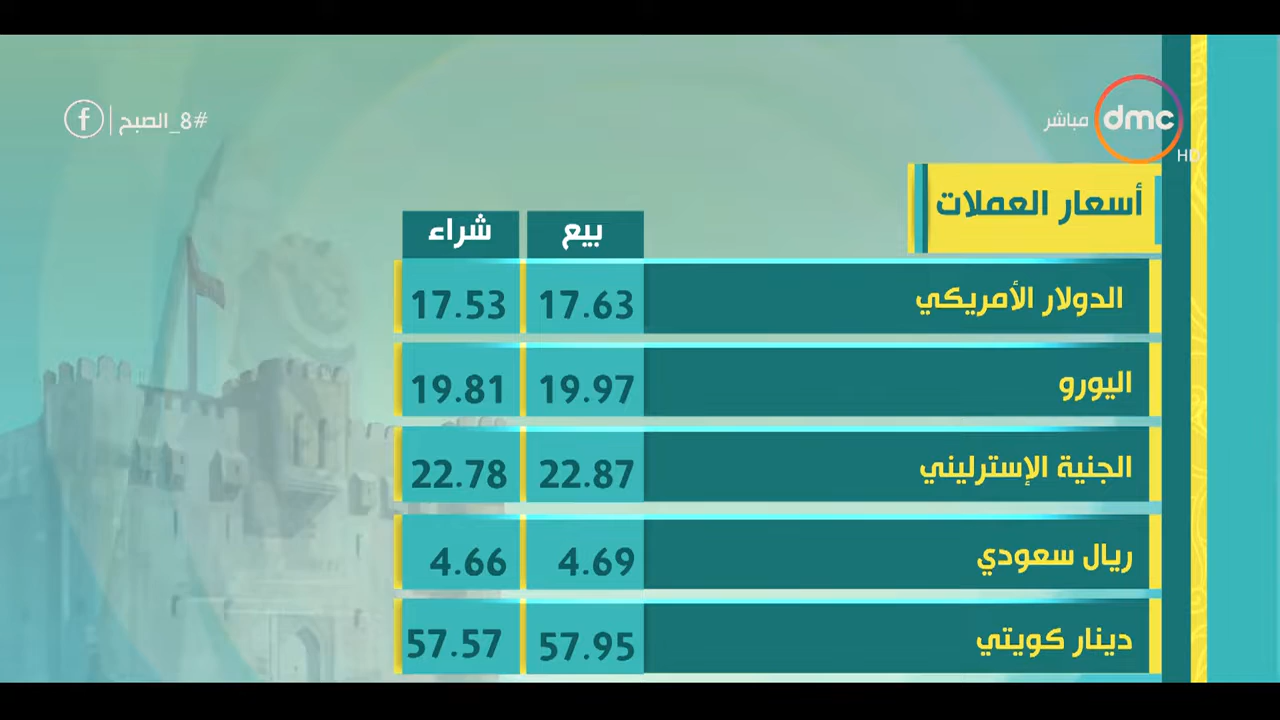 #8_الصبح
f
مباشر
dmc
HD
أسعار العملات
بيع شراء
الدولار الأمريكي 17.63 17.53
اليورو 19.97 19.81
الجنية الإسترليني 22.87 22.78
ريال سعودي 4.69 4.66
دينار كويتي 57.95 57.57